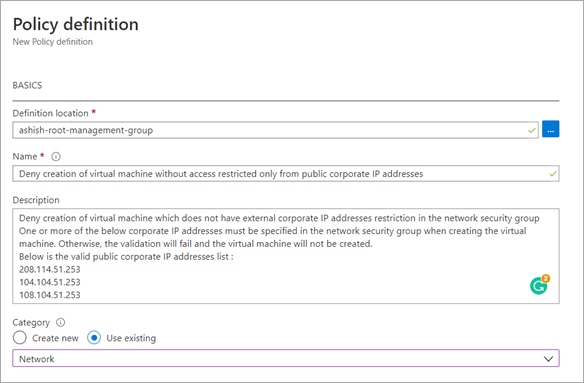 Policy definition
New Policy definition
BASICS
Definition location *
ashish-root-management-group
...
Name *
Deny creation of virtual machine without access restricted only from public corporate IP addresses
Description
Deny creation of virtual machine which does not have external corporate IP addresses restriction in the network security group
One or more of the below corporate IP addresses must be specified in the network security group when creating the virtual
machine. Otherwise, the validation will fail and the virtual machine will not be created.
Below is the valid public corporate IP addresses list :
208.114.51.253
104.104.51.253
108.104.51.253
2
Category
Create new Use existing
Network